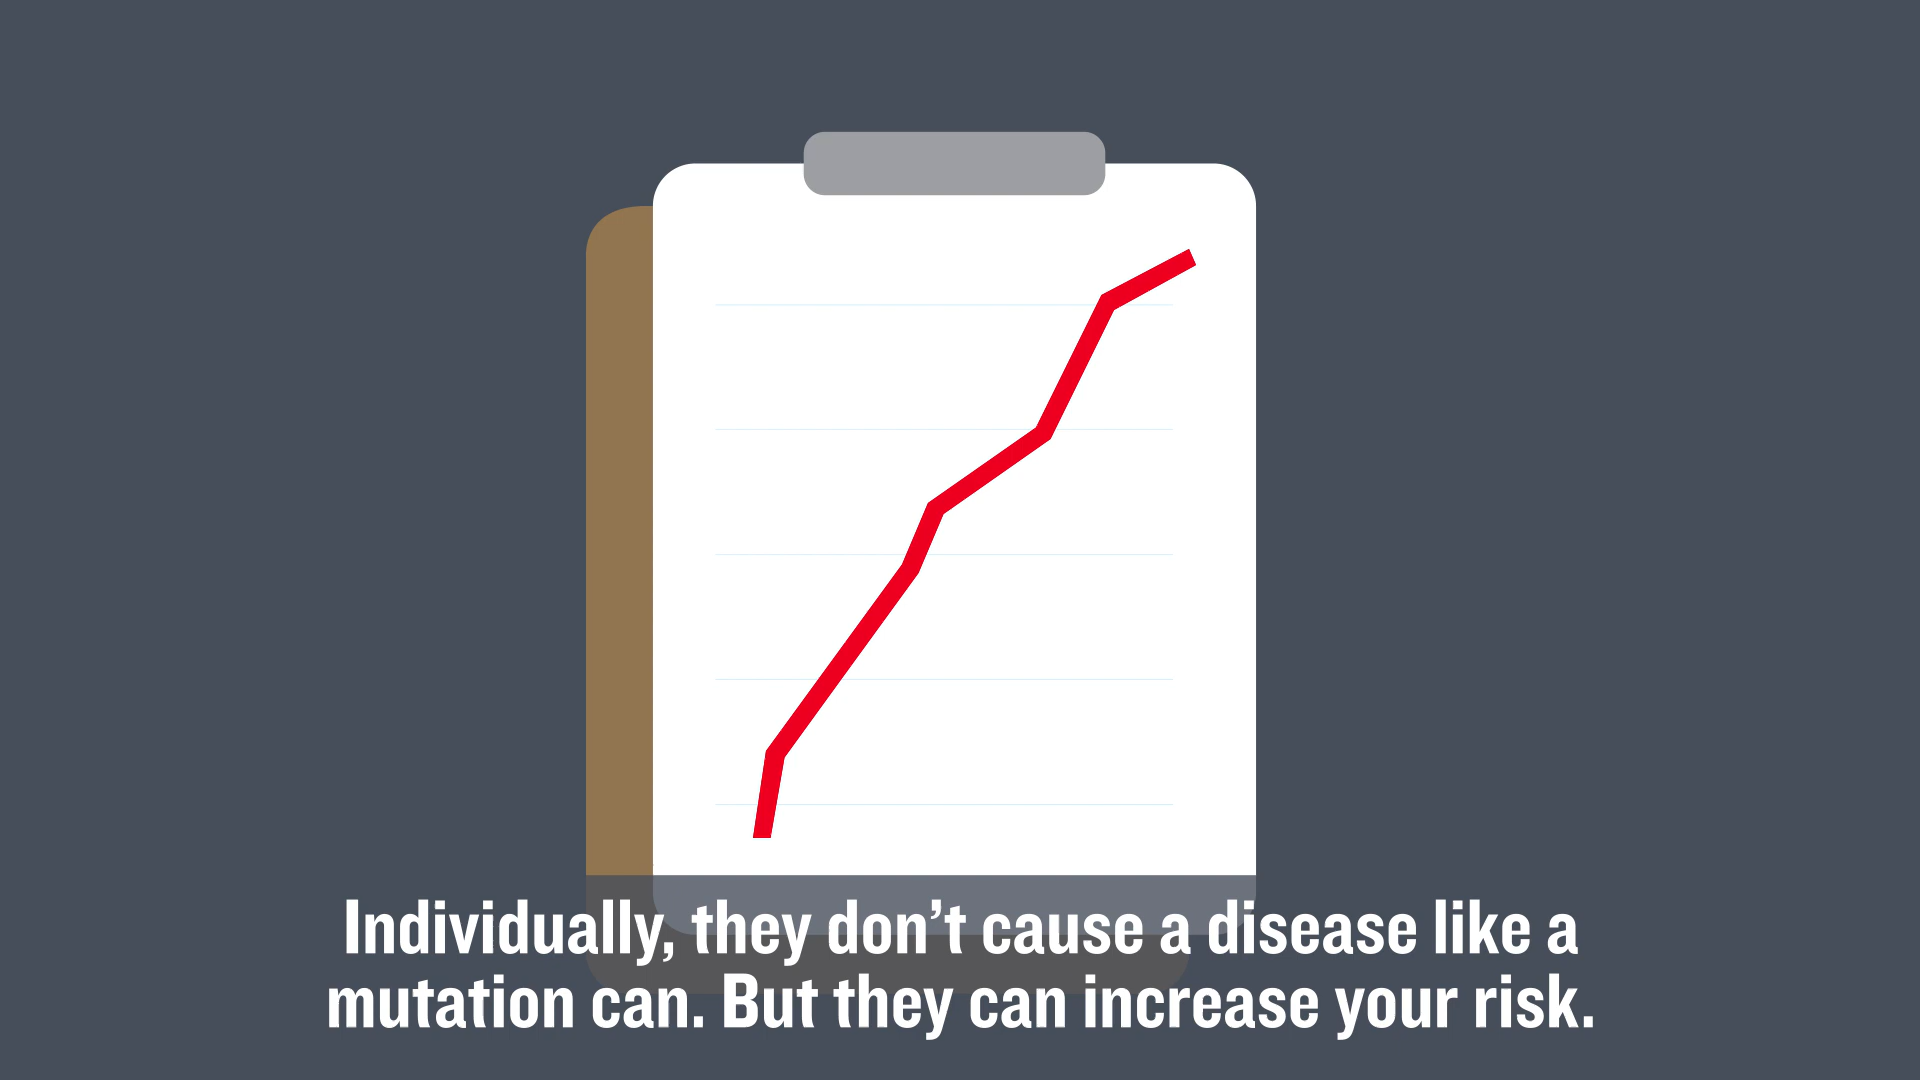 Individually, they don’t cause a disease like a
mutation can. But they can increase your risk.